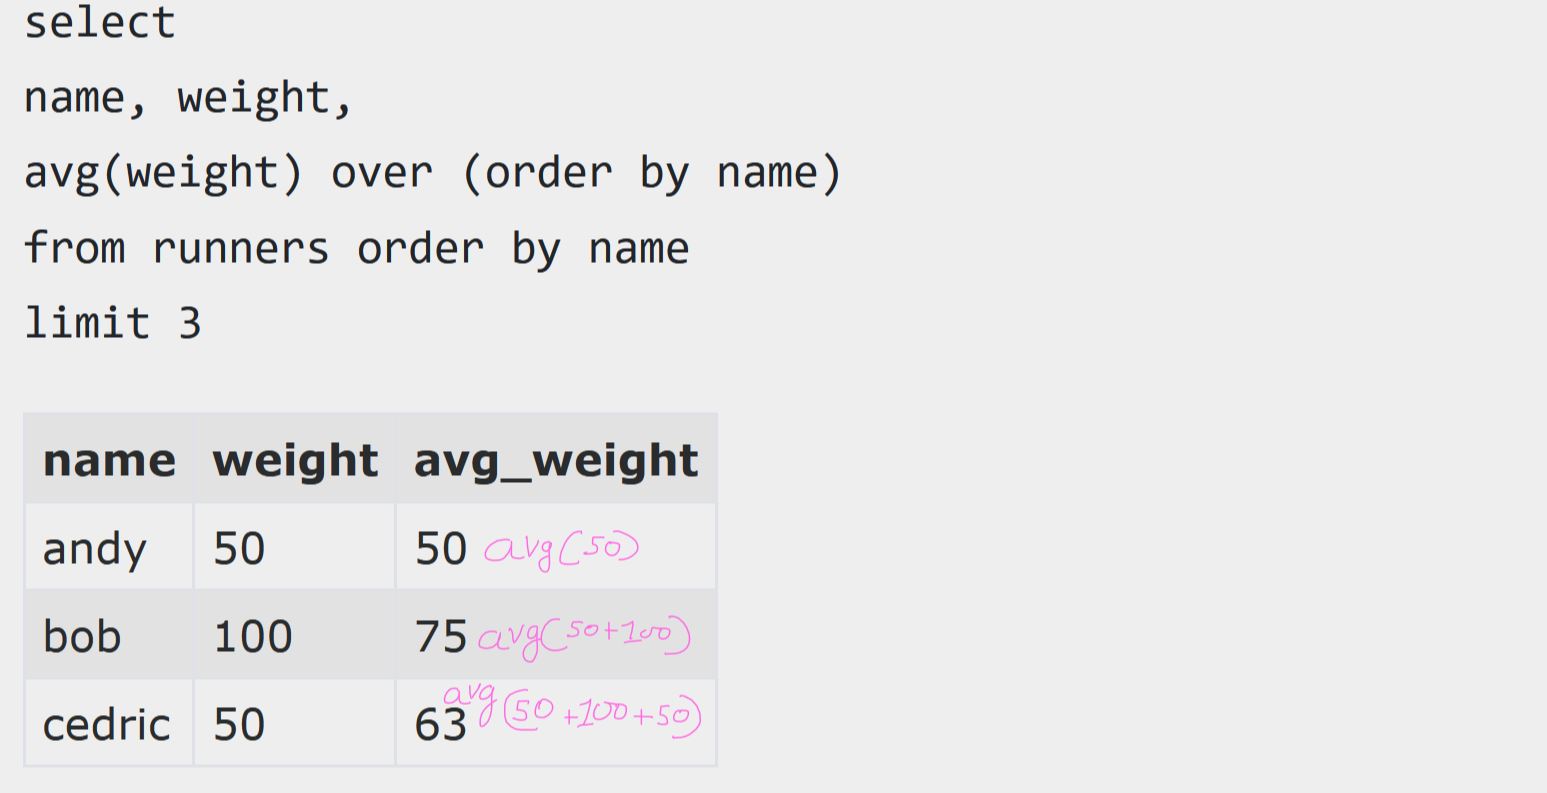 select
name, weight,
avg(weight) over (order by name)
from runners order by name
limit 3
name weight avg_weight
andy 50 50 avg(50)
bob 100 75 avg(50+100)
cedric 50 63 avg(50+100+50)